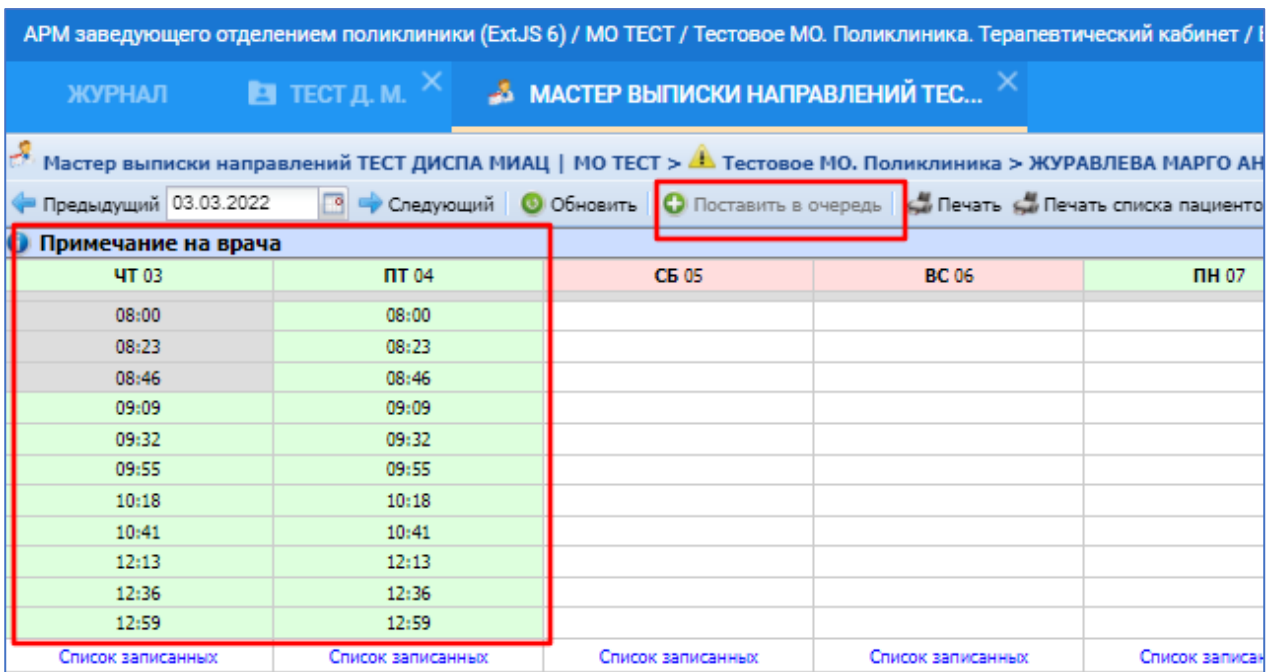 АРМ заведующего отделением поликлиники (ExtJS 6) / МО ТЕСТ / Тестовое МО. Поликлиника. Терапевтический кабинет /
ЖУРНАЛ ТЕСТ Д. М. МАСТЕР ВЫПИСКИ НАПРАВЛЕНИЙ ТЕС...
Мастер выписки направлений ТЕСТ ДИСПА МИАЦ | МО ТЕСТ > Тестовое МО. Поликлиника > ЖУРАВЛЕВА МАРГО АН
Предыдущий 03.03.2022 Следующий Обновить Поставить в очередь Печать Печать списка пациенто
Примечание на врача
ЧТ 03 ПТ 04 СБ 05 ВС 06 ПН 07
08:00 08:00
08:23 08:23
08:46 08:46
09:09 09:09
09:32 09:32
09:55 09:55
10:18 10:18
10:41 10:41
12:13 12:13
12:36 12:36
12:59 12:59
Список записанных Список записанных Список записанных Список записанных Список записан